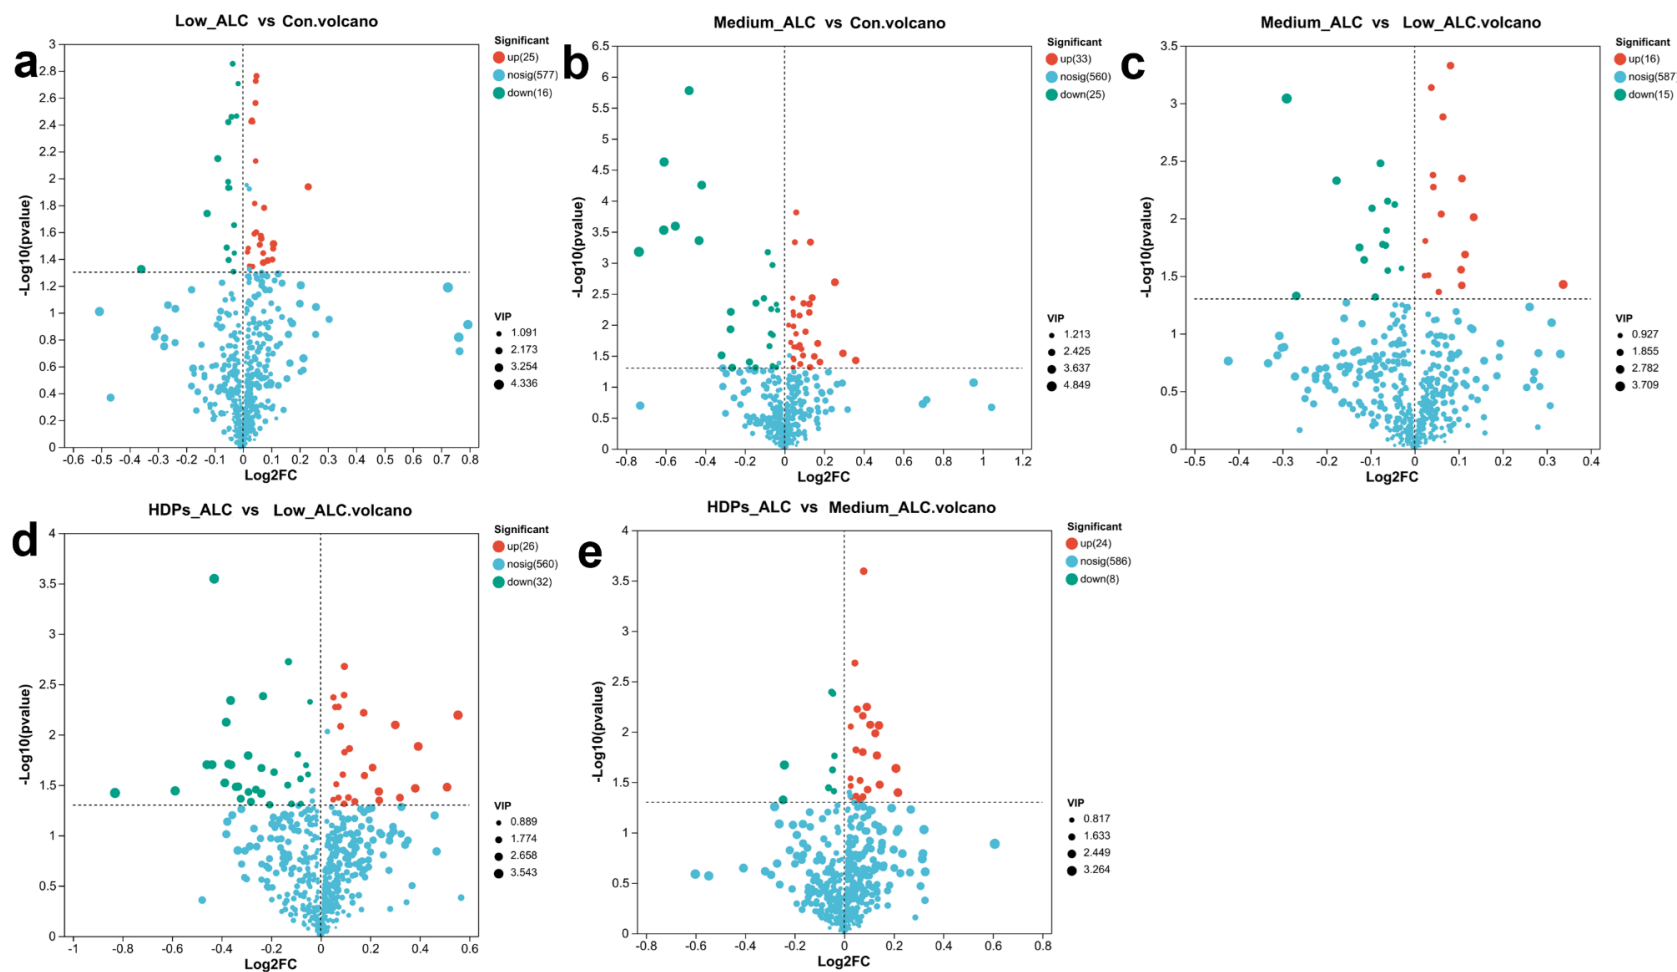 a
Low_ALC vs Con.volcano
-Log10(pvalue)
3
2.8
2.6
2.4
2.2
2
1.8
1.6
1.4
1.2
1
0.8
0.6
0.4
0.2
0
-0.6 -0.5 -0.4 -0.3 -0.2 -0.1 0 0.1 0.2 0.3 0.4 0.5 0.6 0.7 0.8
Log2FC
Significant
up(25)
nosig(577)
down(16)
VIP
1.091
2.173
3.254
4.336
b
Medium_ALC vs Con.volcano
-Log10(pvalue)
6.5
6
5.5
5
4.5
4
3.5
3
2.5
2
1.5
1
0.5
0
-0.8 -0.6 -0.4 -0.2 0 0.2 0.4 0.6 0.8 1 1.2
Log2FC
Significant
up(33)
nosig(560)
down(25)
VIP
1.213
2.425
3.637
4.849
c
Medium_ALC vs Low_ALC.volcano
-Log10(pvalue)
3.5
3
2.5
2
1.5
1
0.5
0
-0.5 -0.4 -0.3 -0.2 -0.1 0 0.1 0.2 0.3 0.4
Log2FC
Significant
up(16)
nosig(587
down(15)
VIP
0.927
1.855
2.782
3.709
d
HDPs_ALC vs Low_ALC.volcano
-Log10(pvalue)
4
3.5
3
2.5
2
1.5
1
0.5
0
-1 -0.8 -0.6 -0.4 -0.2 0 0.2 0.4 0.6
Log2FC
Significant
up(26)
nosig(560)
down(32)
VIP
0.889
1.774
2.658
3.543
e
HDPs_ALC vs Medium_ALC.volcano
-Log10(pvalue)
4
3.5
3
2.5
2
1.5
1
0.5
0
-0.8 -0.6 -0.4 -0.2 0 0.2 0.4 0.6 0.8
Log2FC
Significant
up(24)
nosig(586)
down(8)
VIP
0.817
1.633
2.449
3.264